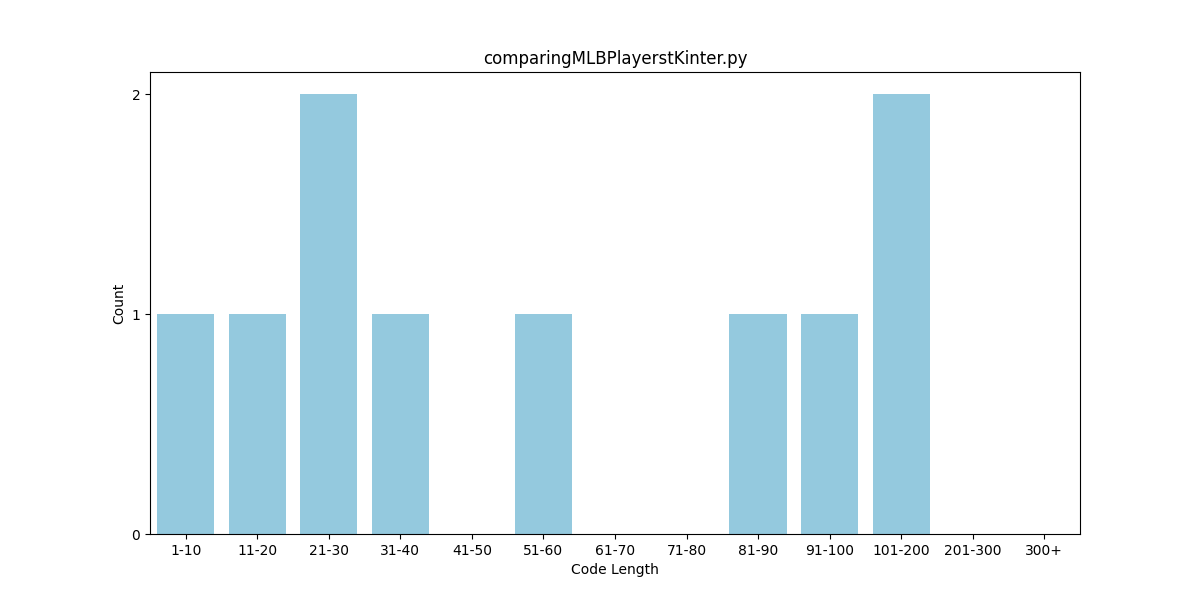 comparingMLBPlayerstKinter.py
2
1
0
Count
1-10 11-20 21-30 31-40 41-50 51-60 61-70 71-80 81-90 91-100 101-200 201-300 300+
Code Length